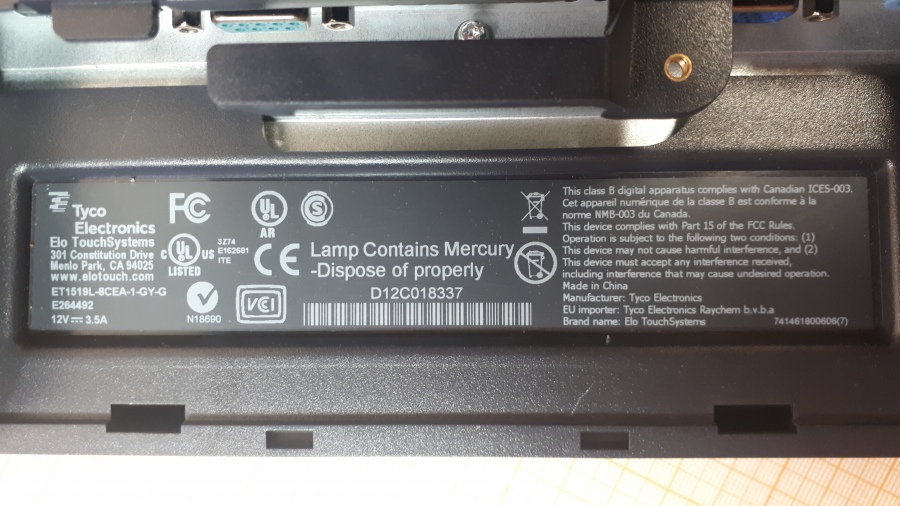 Tyco
Electronics
Elo TouchSystems
301 Constitution Drive
Menlo Park, CA 94025
www.elotouch.com
ET1519L-8CEA-1-GY-G
E264492
12V 3.5A
FC
C UL US
LISTED
3Z74
E162661
ITE
N18690
UL
AR
S
CE
VCI
Lamp Contains Mercury
-Dispose of properly
D12C018337
This class B digital apparatus complies with Canadian ICES-003.
Cet appareil numérique de la classe B est conforme à la
norme NMB-003 du Canada.
This device complies with Part 15 of the FCC Rules.
Operation is subject to the following two conditions: (1)
This device may not cause harmful interference, and (2)
This device must accept any interference received,
including interference that may cause undesired operation.
Made in China
Manufacturer: Tyco Electronics
EU importer: Tyco Electronics Raychem b.v.b.a
Brand name: Elo TouchSystems 741461800606(7)